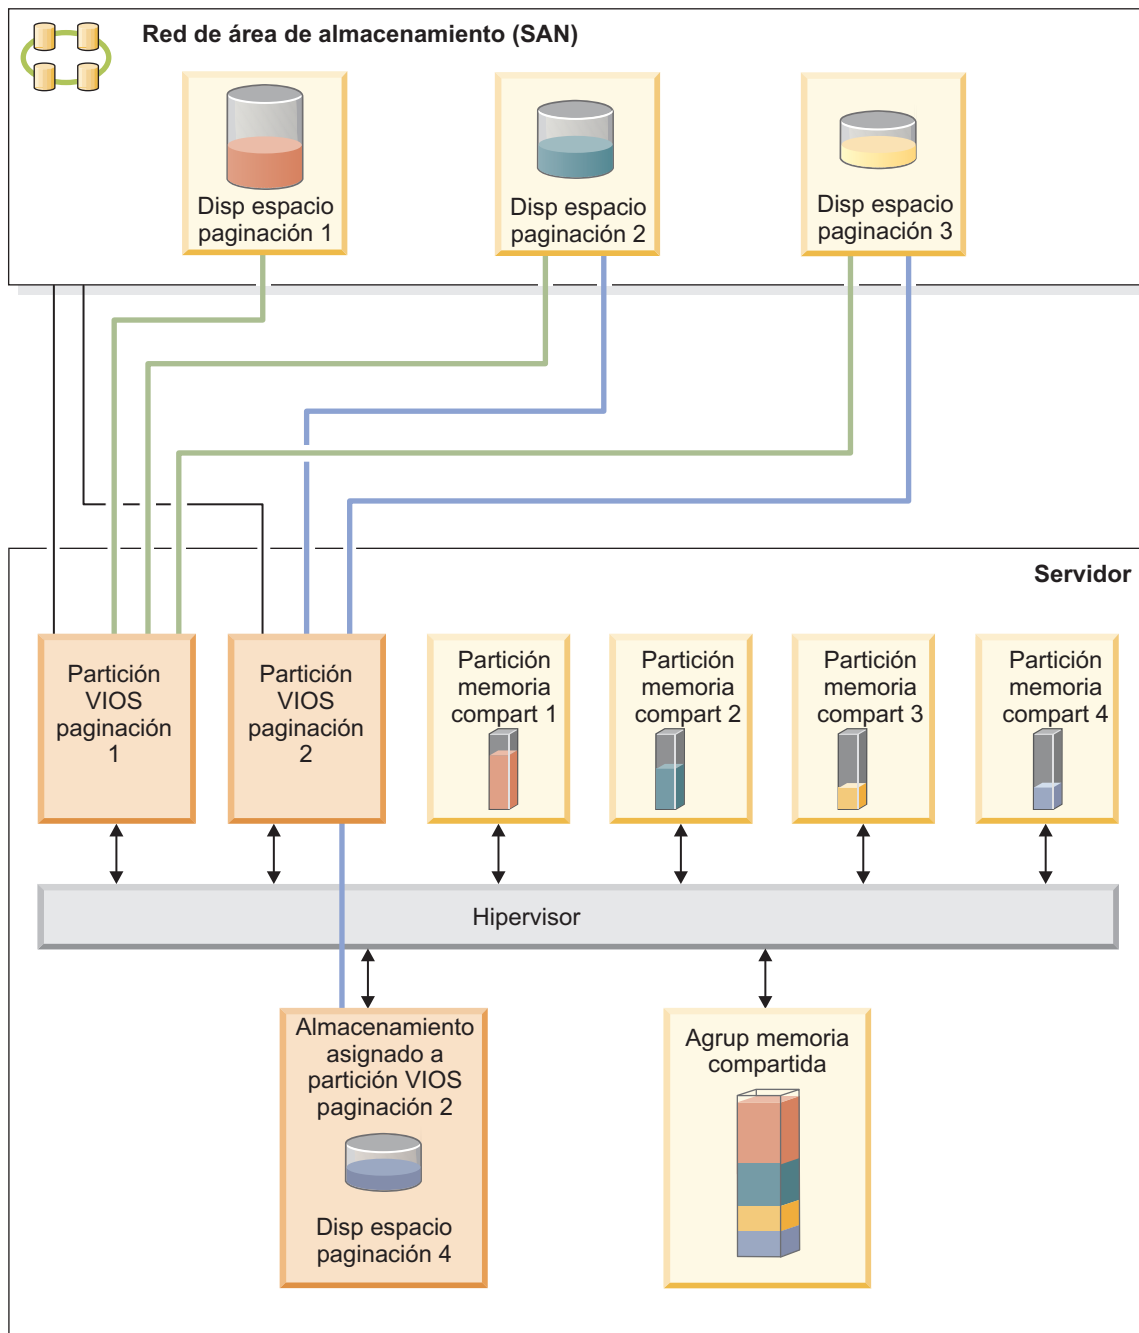 Red de área de almacenamiento (SAN)
Disp espacio
paginación 1
Disp espacio
paginación 2
Disp espacio
paginación 3
Servidor
Partición
VIOS
paginación
1
Partición
VIOS
paginación
2
Partición
memoria
compart 1
Partición
memoria
compart 2
Partición
memoria
compart 3
Partición
memoria
compart 4
Hipervisor
Almacenamiento
asignado a
partición VIOS
paginación 2
Disp espacio
paginación 4
Agrup memoria
compartida